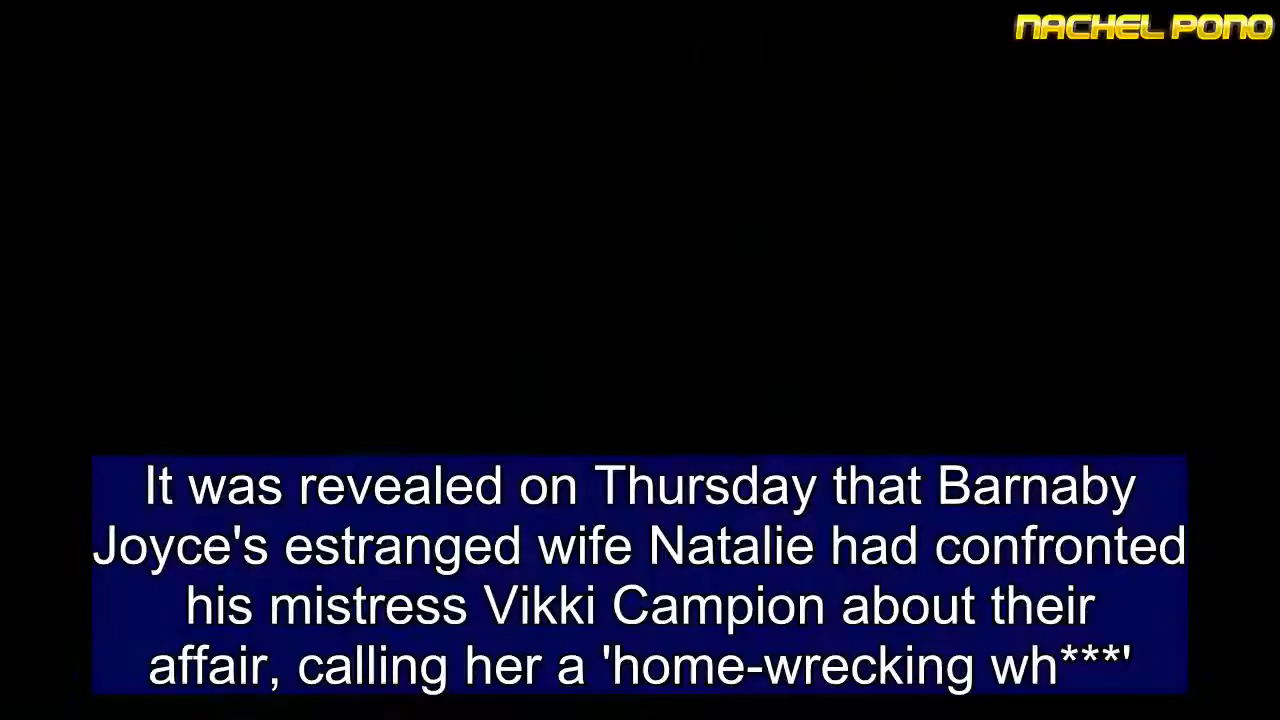 NACHEL PONO
It was revealed on Thursday that Barnaby
Joyce's estranged wife Natalie had confronted
his mistress Vikki Campion about their
affair, calling her a 'home-wrecking wh***'